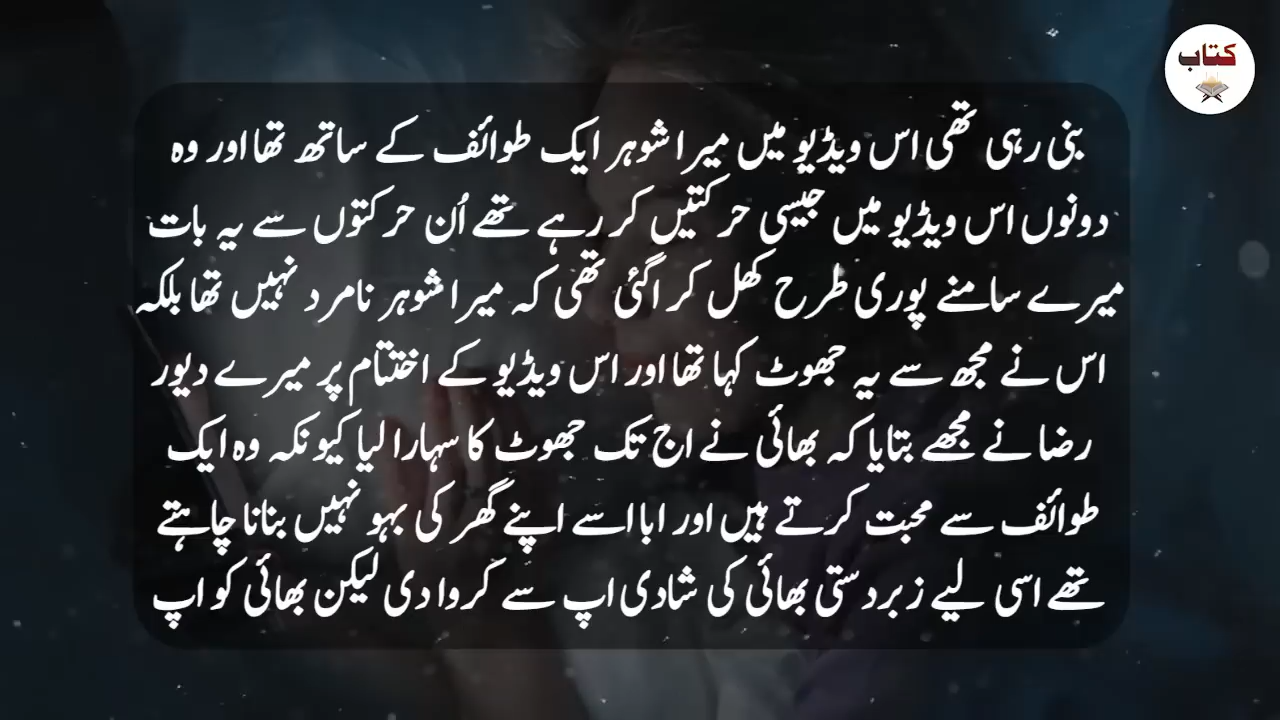 کتاب
بنی رہی تھی اس ویڈیو میں میرا شوہر ایک طوائف کے ساتھ تھا اور وہ
دونوں اس ویڈیو میں جیسی حرکتیں کر رہے تھے اُن حرکتوں سے یہ بات
میرے سامنے پوری طرح کھل کر اگئی تھی کہ میرا شوہر نامرد نہیں تھا بلکہ
اس نے مجھ سے یہ جھوٹ کہا تھا اور اس ویڈیو کے اختتام پر میرے دیور
رضا نے مجھے بتایا کہ بھائی نے اج تک جھوٹ کا سہارا لیا کیونکہ وہ ایک
طوائف سے محبت کرتے ہیں اور ابا اسے اپنے گھر کی بہو نہیں بنانا چاہتے
تھے اسی لیے زبردستی بھائی کی شادی اپ سے کروا دی لیکن بھائی کو اپ